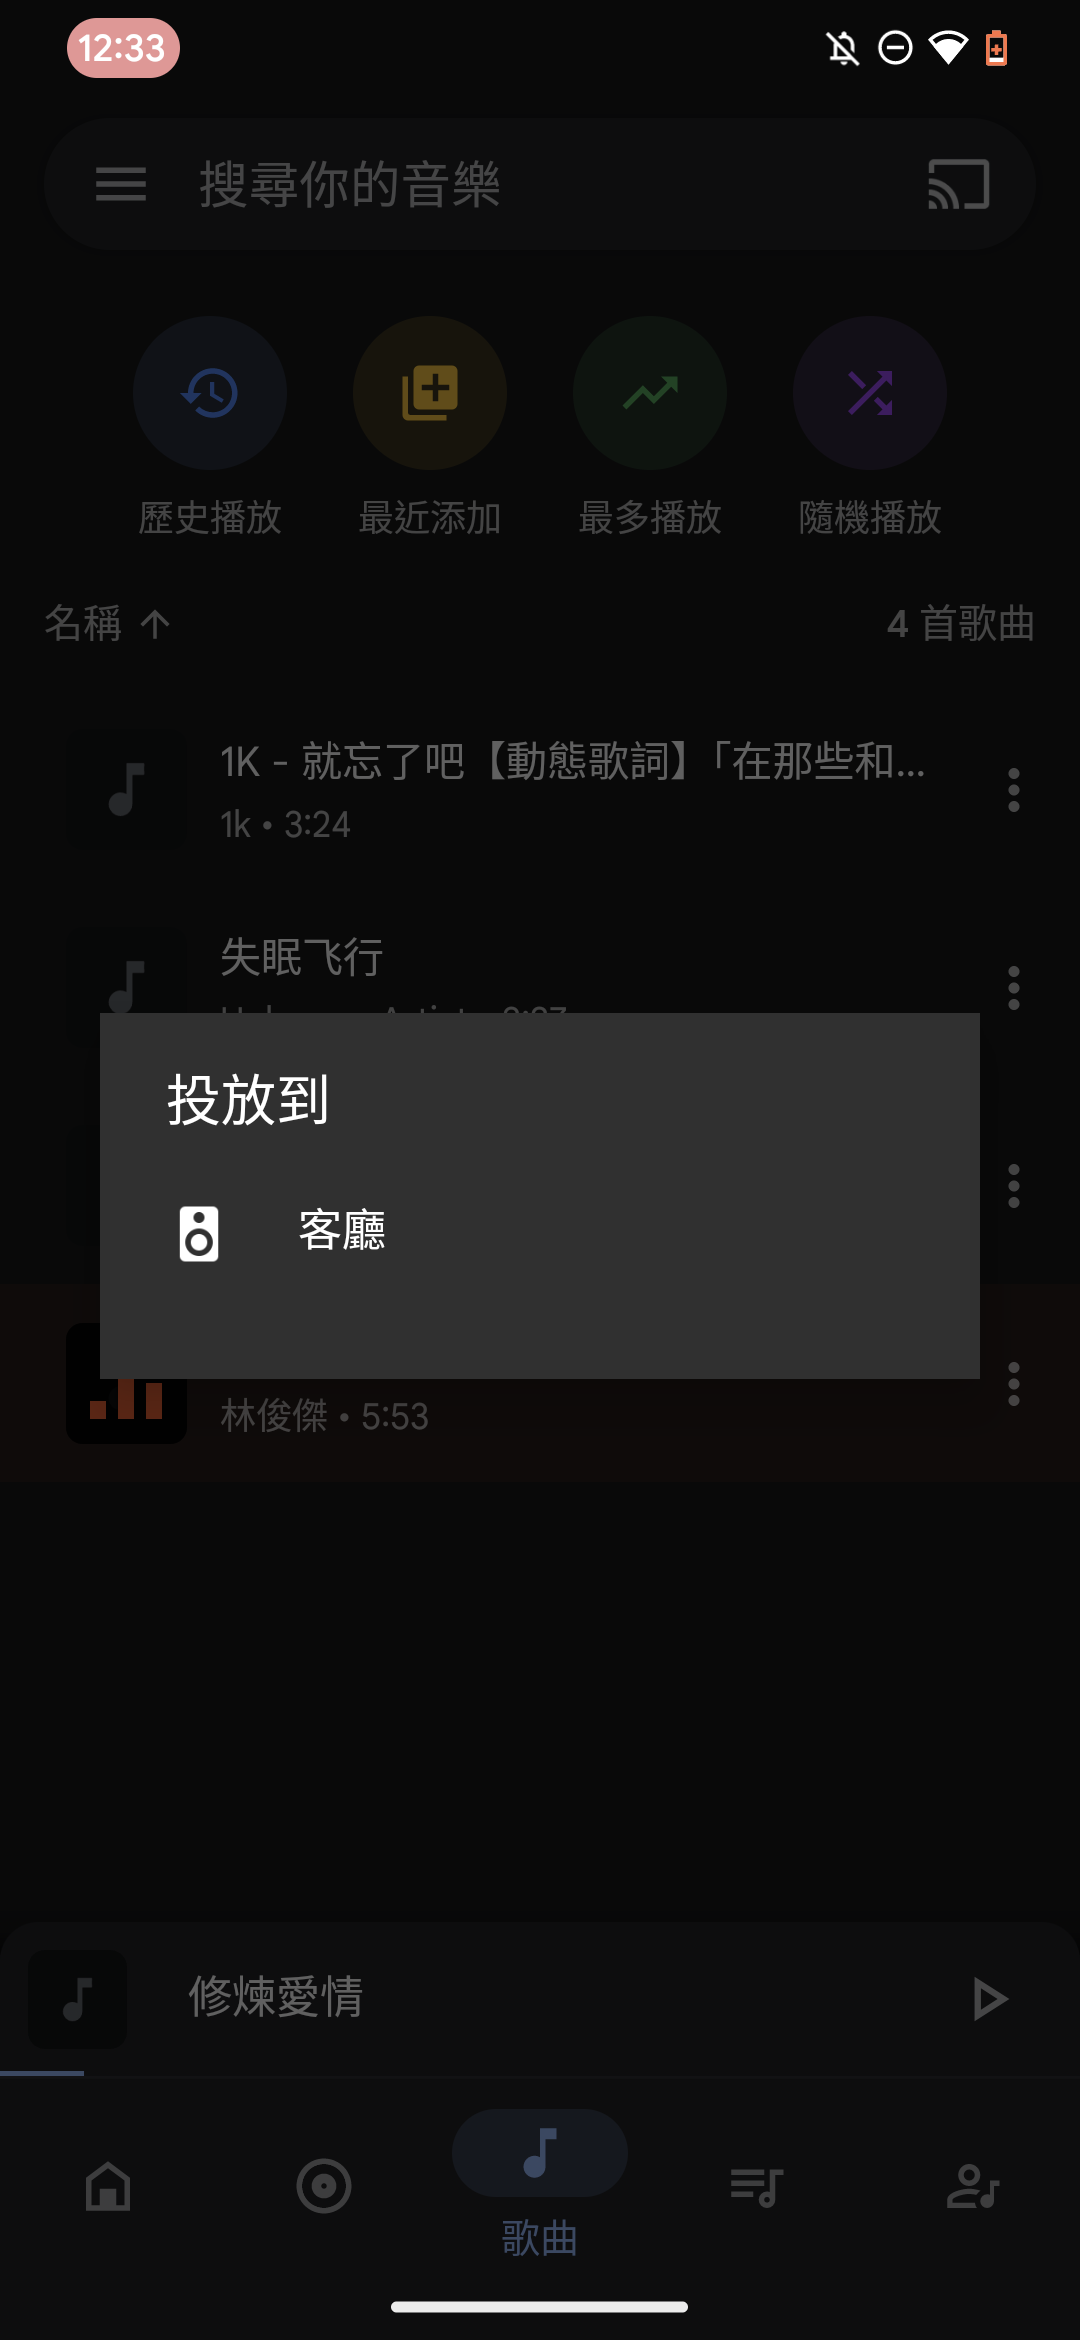 12:33
搜尋你的音樂
歷史播放
最近添加
最多播放
隨機播放
名稱
4 首歌曲
1K - 就忘了吧【動態歌詞】「在那些和...
1k • 3:24
失眠飞行
投放到
客廳
林俊傑 • 5:53
修煉愛情
歌曲